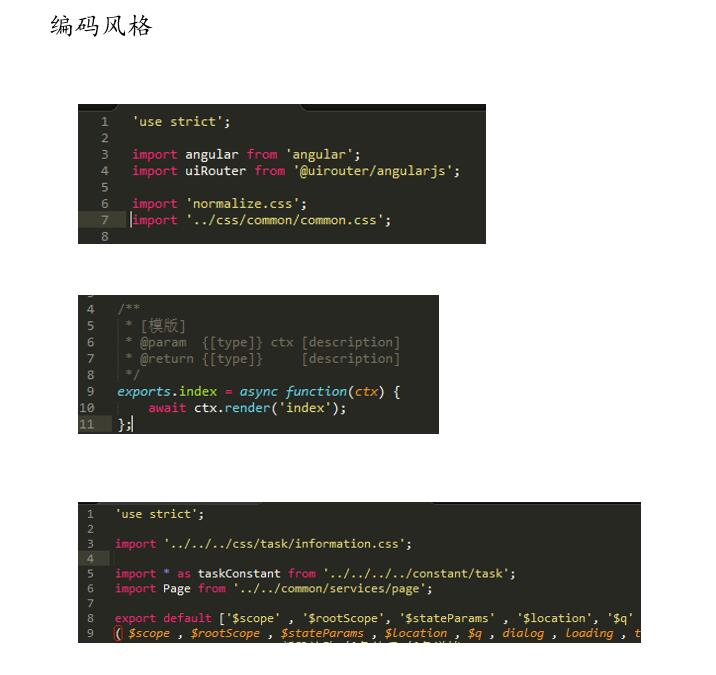 编码风格
1 'use strict';
2
3 import angular from 'angular';
4 import uiRouter from '@uirouter/angularjs';
5
6 import 'normalize.css';
7 import '../css/common/common.css';
8
4 /**
5 * [模版]
6 * @param {[type]} ctx [description]
7 * @return {[type]} [description]
8 */
9 exports.index = async function(ctx) {
10 await ctx.render('index');
11 };
1 'use strict';
2
3 import '../../../css/task/information.css';
4
5 import * as taskConstant from '../../../../constant/task';
6 import Page from '../../common/services/page';
7
8 export default ['$scope' , '$rootScope', '$stateParams' , '$location', '$q'
9 ( $scope , $rootScope , $stateParams , $location , $q , dialog , loading , t